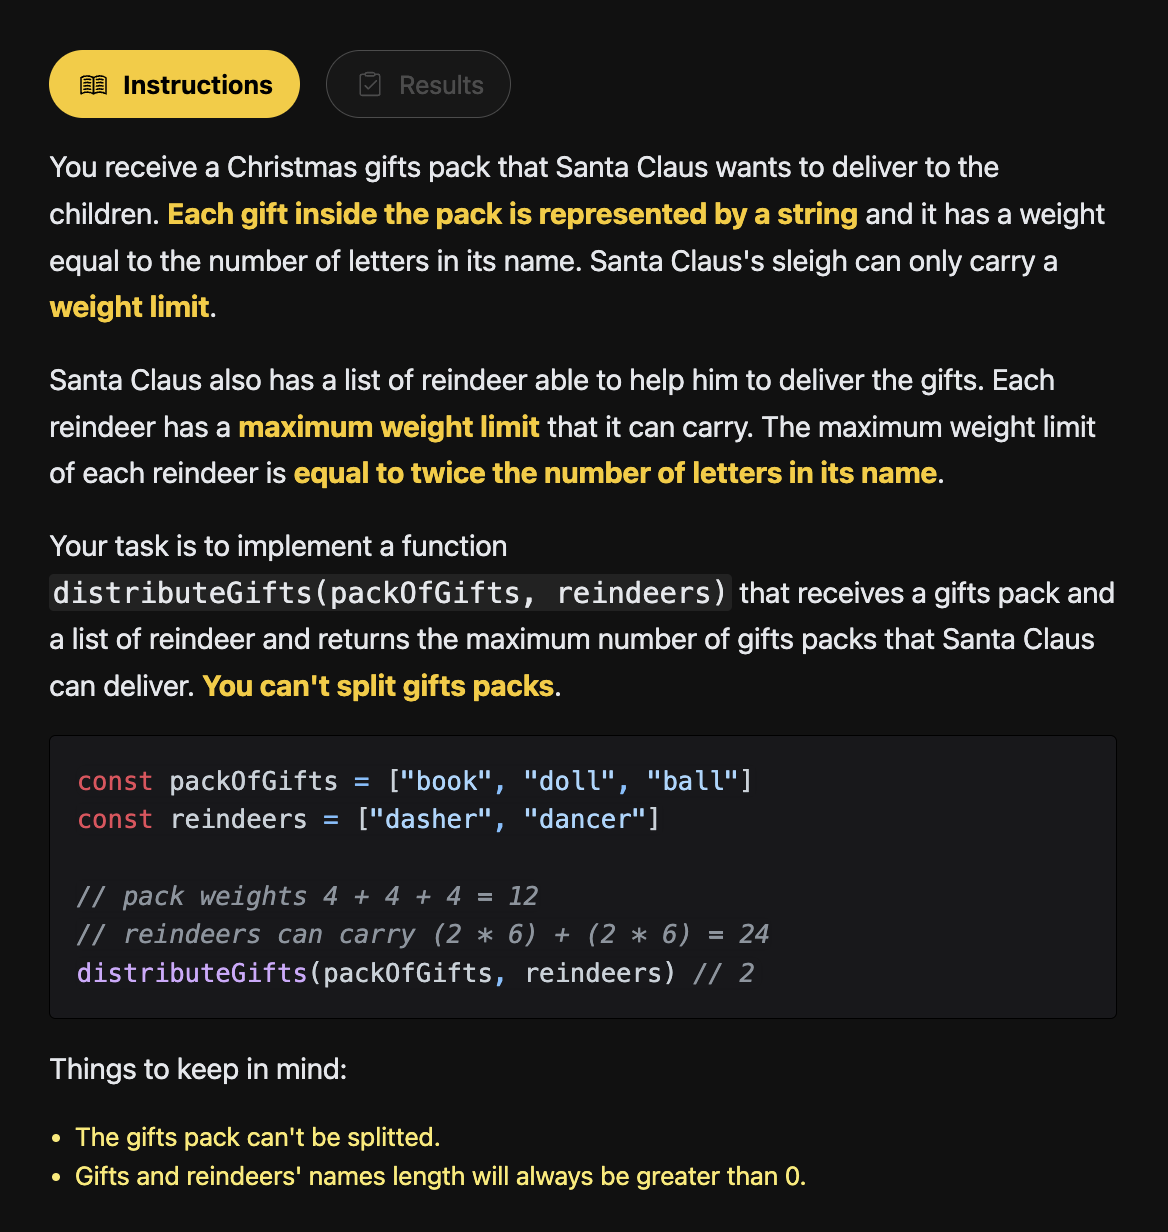 Instructions
Results
You receive a Christmas gifts pack that Santa Claus wants to deliver to the
children. Each gift inside the pack is represented by a string and it has a weight
equal to the number of letters in its name. Santa Claus's sleigh can only carry a
weight limit.
Santa Claus also has a list of reindeer able to help him to deliver the gifts. Each
reindeer has a maximum weight limit that it can carry. The maximum weight limit
of each reindeer is equal to twice the number of letters in its name.
Your task is to implement a function
distributeGifts(packOfGifts, reindeers) that receives a gifts pack and
a list of reindeer and returns the maximum number of gifts packs that Santa Claus
can deliver. You can't split gifts packs.
const packOfGifts = ["book", "doll", "ball"]
const reindeers = ["dasher", "dancer"]
// pack weights 4 + 4 + 4 = 12
// reindeers can carry (2 * 6) + (2 * 6) = 24
distributeGifts(packOfGifts, reindeers) // 2
Things to keep in mind:
• The gifts pack can't be splitted.
• Gifts and reindeers' names length will always be greater than 0.